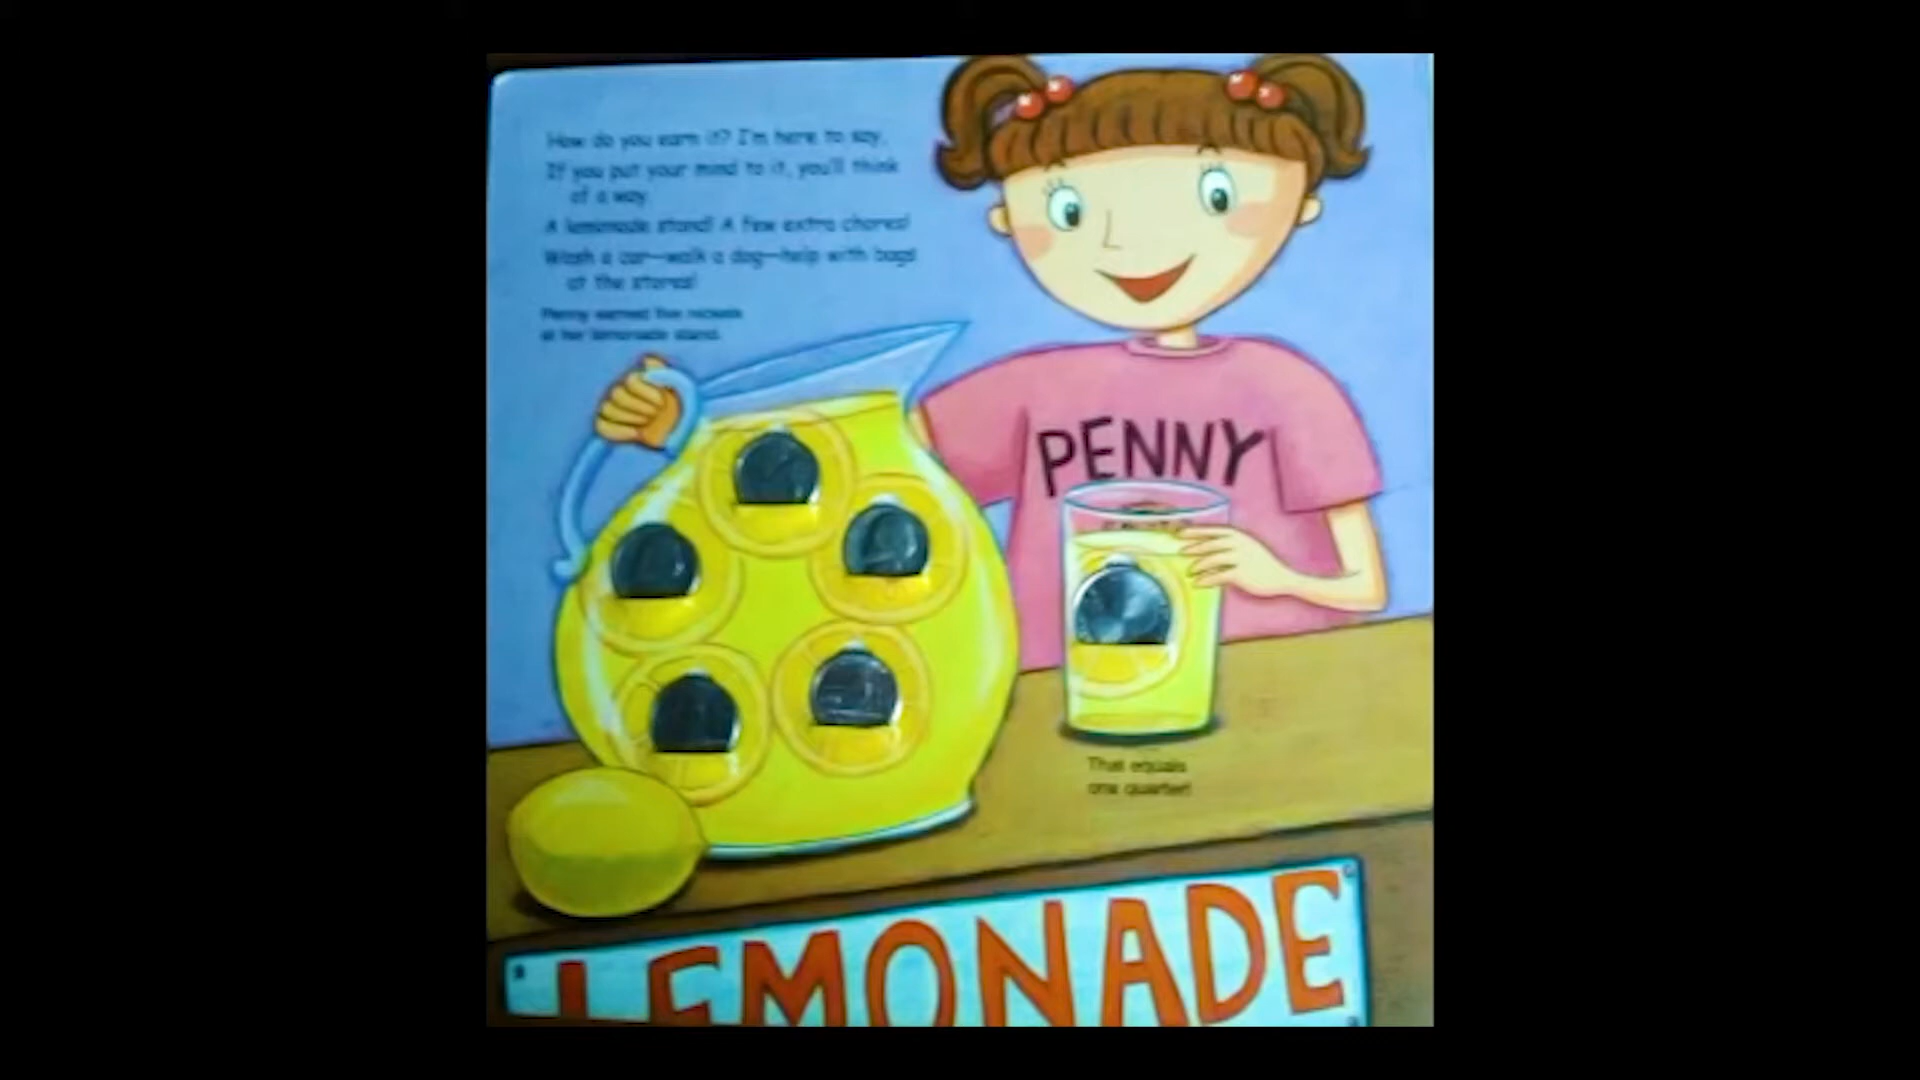 How do you earn it? I'm here to say,
If you put your mind to it, you'll think
of a way.
A lemonade stand! A few extra chores!
Wash a car—walk a dog—help with bags
at the stores!
Penny earned five nickels
at her lemonade stand.
PENNY
That equals
one quarter!
LEMONADE